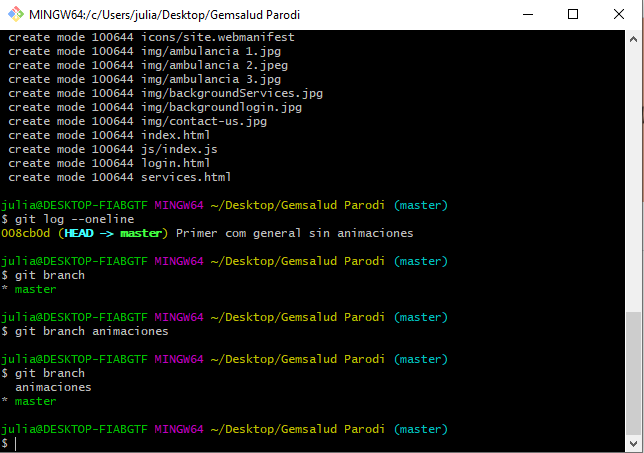 MINGW64:/c/Users/julia/Desktop/Gemsalud Parodi
create mode 100644 icons/site.webmanifest
create mode 100644 img/ambulancia 1.jpg
create mode 100644 img/ambulancia 2.jpeg
create mode 100644 img/ambulancia 3.jpg
create mode 100644 img/backgroundServices.jpg
create mode 100644 img/backgroundlogin.jpg
create mode 100644 img/contact-us.jpg
create mode 100644 index.html
create mode 100644 js/index.js
create mode 100644 login.html
create mode 100644 services.html
julia@DESKTOP-FIABGTF MINGW64 ~/Desktop/Gemsalud Parodi (master)
$ git log --oneline
008cb0d (HEAD -> master) Primer com general sin animaciones
julia@DESKTOP-FIABGTF MINGW64 ~/Desktop/Gemsalud Parodi (master)
$ git branch
* master
julia@DESKTOP-FIABGTF MINGW64 ~/Desktop/Gemsalud Parodi (master)
$ git branch animaciones
julia@DESKTOP-FIABGTF MINGW64 ~/Desktop/Gemsalud Parodi (master)
$ git branch
animaciones
* master
julia@DESKTOP-FIABGTF MINGW64 ~/Desktop/Gemsalud Parodi (master)
$